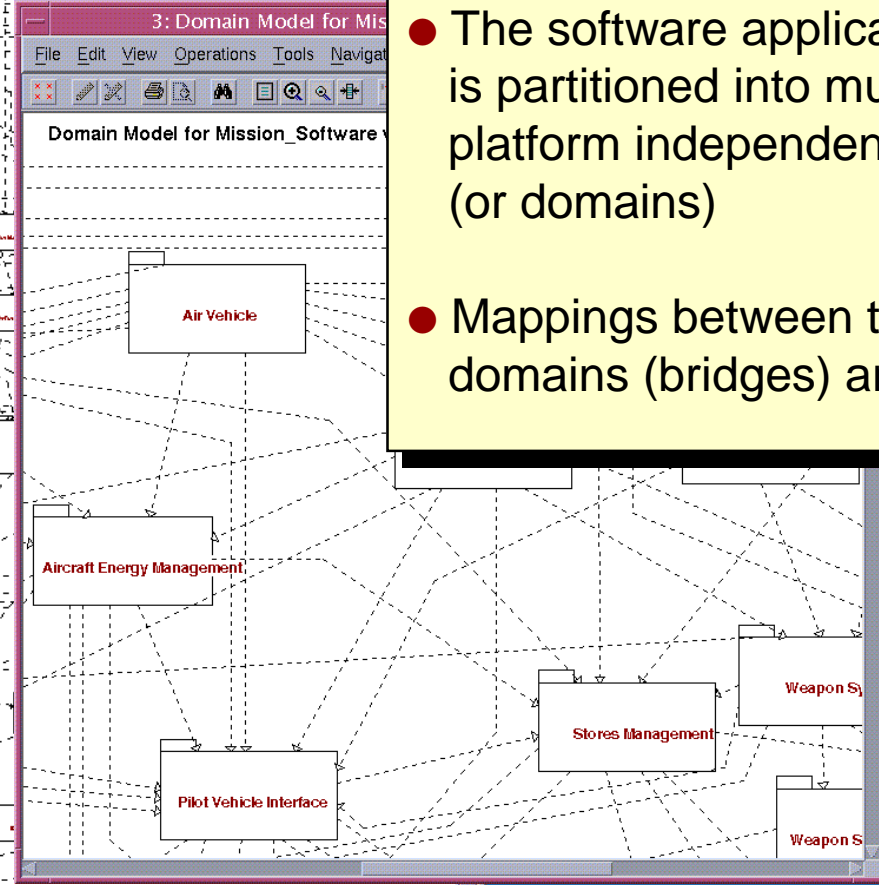 3: Domain Model for Mis
File Edit View Operations Tools Navigat
Domain Model for Mission_Software v
● The software applica
is partitioned into mu
platform independen
(or domains)
● Mappings between t
domains (bridges) a
Air Vehicle
Aircraft Energy Management
Weapon Sy
Stores Management
Pilot Vehicle Interface
Weapon S